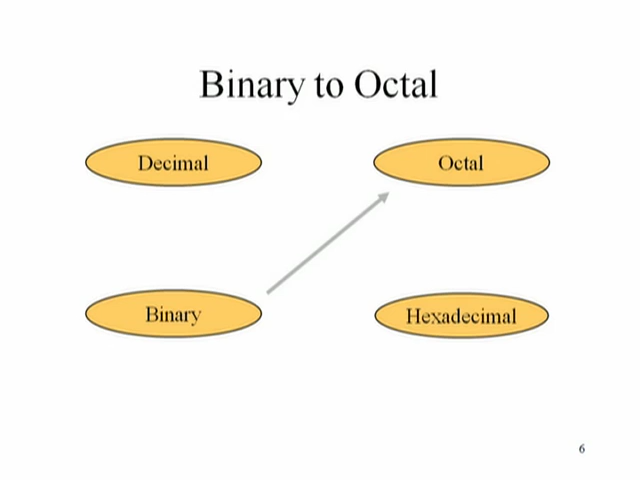 Binary to Octal
Decimal
Octal
Binary
Hexadecimal
6